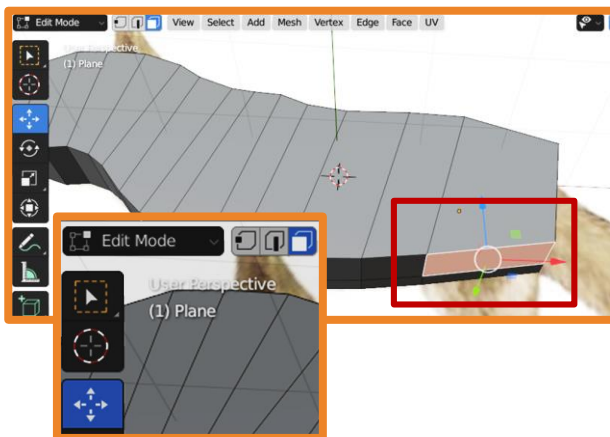 Edit Mode View Select Add Mesh Vertex Edge Face UV
User Perspective
(1) Plane
Edit Mode
User Perspective
(1) Plane